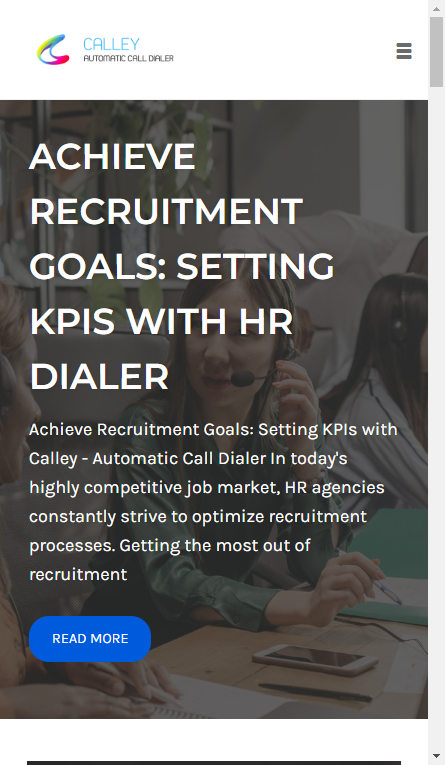 CALLEY
AUTOMATIC CALL DIALER
ACHIEVE
RECRUITMENT
GOALS: SETTING
KPIS WITH HR
DIALER
Achieve Recruitment Goals: Setting KPIs with
Calley - Automatic Call Dialer In today's
highly competitive job market, HR agencies
constantly strive to optimize recruitment
processes. Getting the most out of
recruitment
READ MORE